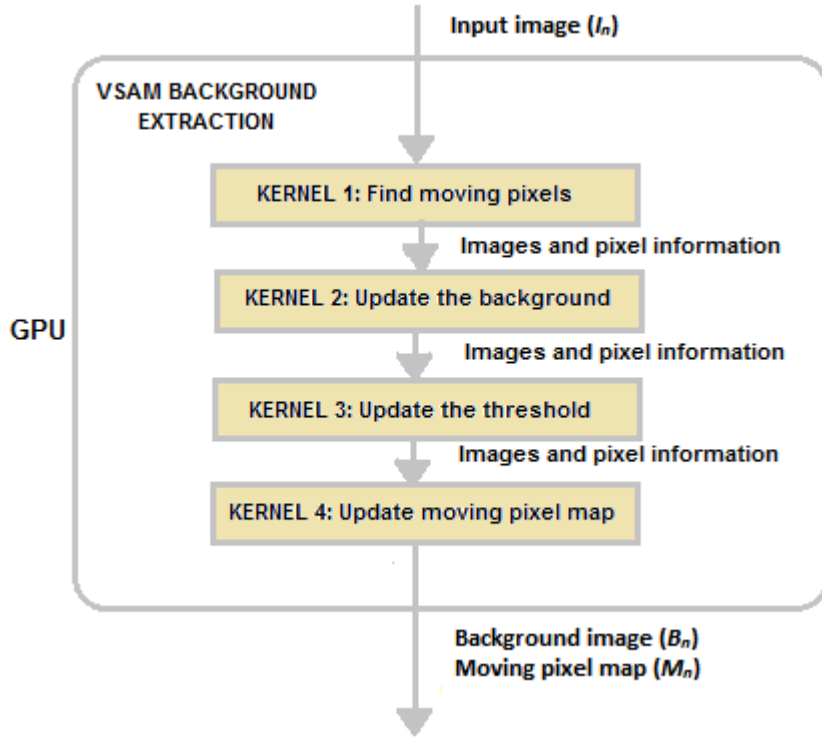 Input image (In)
VSAM BACKGROUND
EXTRACTION
KERNEL 1: Find moving pixels
Images and pixel information
KERNEL 2: Update the background
GPU
Images and pixel information
KERNEL 3: Update the threshold
Images and pixel information
KERNEL 4: Update moving pixel map
Background image (Bn)
Moving pixel map (Mn)